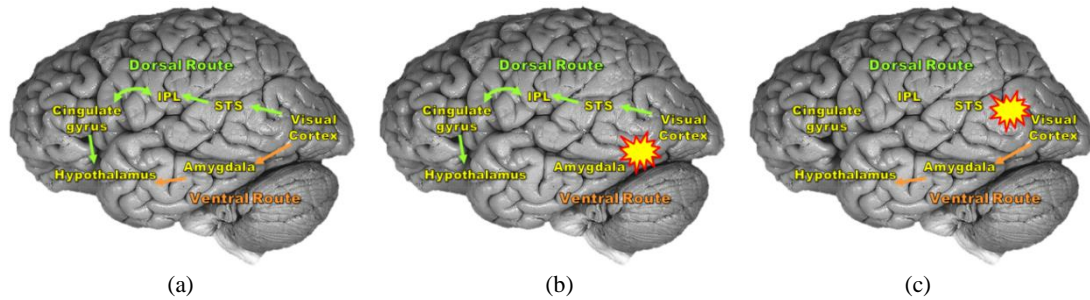 Dorsal Route
IPL
STS
Cingulate
gyrus
Visual
Cortex
Amygdala
Hypothalamus
Ventral Route
(a)
Dorsal Route
IPL
STS
Cingulate
gyrus
Visual
Cortex
Amygdala
Hypothalamus
Ventral Route
(b)
Dorsal Route
IPL
STS
Cingulate
gyrus
Visual
Cortex
Amygdala
Hypothalamus
Ventral Route
(c)